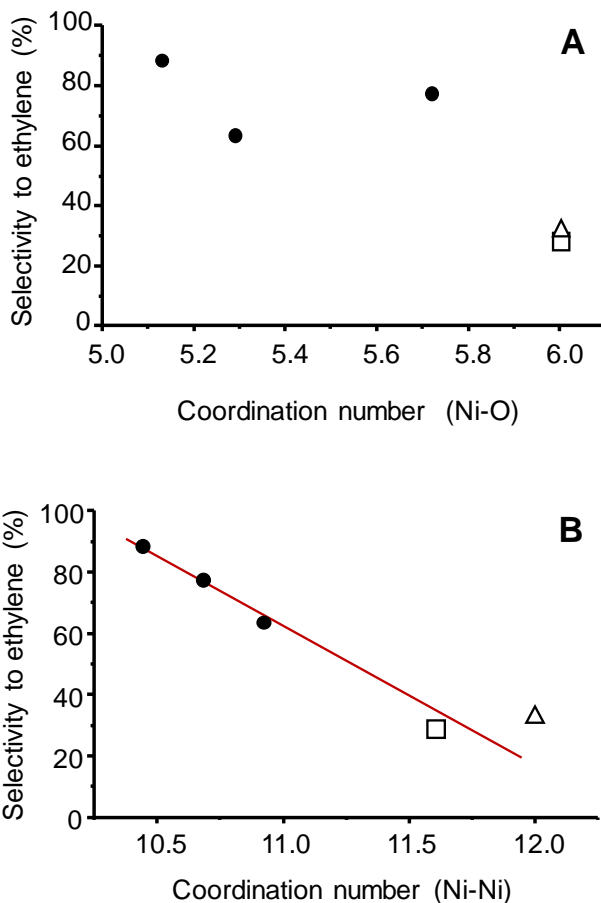 A
Selectivity to ethylene (%)
100
80
60
40
20
0
5.0 5.2 5.4 5.6 5.8 6.0
Coordination number (Ni-O)
B
Selectivity to ethylene (%)
100
80
60
40
20
0
10.5 11.0 11.5 12.0
Coordination number (Ni-Ni)